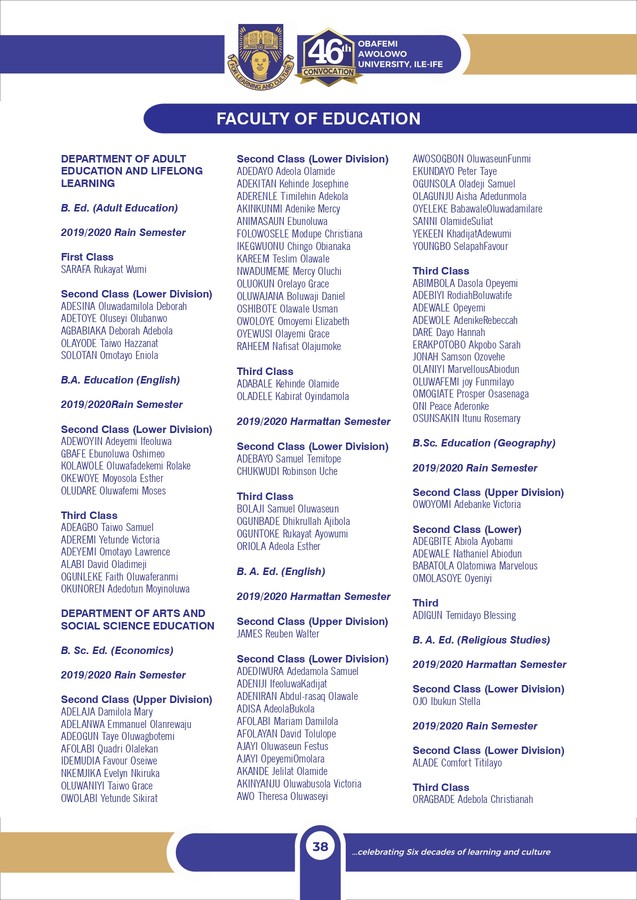 FOR LEARNING AND CULTURE
46th
CONVOCATION
OBAFEMI
AWOLOWO
UNIVERSITY, ILE-IFE
FACULTY OF EDUCATION
DEPARTMENT OF ADULT
EDUCATION AND LIFELONG
LEARNING
B. Ed. (Adult Education)
2019/2020 Rain Semester
First Class
SARAFA Rukayat Wumi
Second Class (Lower Division)
ADESINA Oluwadamilola Deborah
ADETOYE Oluseyi Olubanwo
AGBABIAKA Deborah Adebola
OLAYODE Taiwo Hazzanat
SOLOTAN Omotayo Eniola
B.A. Education (English)
2019/2020Rain Semester
Second Class (Lower Division)
ADEWOYIN Adeyemi Ifeoluwa
GBAFE Ebunoluwa Oshimeo
KOLAWOLE Oluwafadekemi Rolake
OKEWOYE Moyosola Esther
OLUDARE Oluwafemi Moses
Third Class
ADEAGBO Taiwo Samuel
ADEREMI Yetunde Victoria
ADEYEMI Omotayo Lawrence
ALABI David Oladimeji
OGUNLEKE Faith Oluwaferanmi
OKUNOREN Adedotun Moyinoluwa
DEPARTMENT OF ARTS AND
SOCIAL SCIENCE EDUCATION
B. Sc. Ed. (Economics)
2019/2020 Rain Semester
Second Class (Upper Division)
ADELAJA Damilola Mary
ADELANWA Emmanuel Olanrewaju
ADEOGUN Taye Oluwagbotemi
AFOLABI Quadri Olalekan
IDEMUDIA Favour Oseiwe
NKEMJIKA Evelyn Nkiruka
OLUWANIYI Taiwo Grace
OWOLABI Yetunde Sikirat
Second Class (Lower Division)
ADEDAYO Adeola Olamide
ADEKITAN Kehinde Josephine
ADERENLE Timilehin Adekola
AKINKUNMI Adenike Mercy
ANIMASAUN Ebunoluwa
FOLOWOSELE Modupe Christiana
IKEGWUONU Chingo Obianaka
KAREEM Teslim Olawale
NWADUMEME Mercy Oluchi
OLUOKUN Orelayo Grace
OLUWAJANA Boluwaji Daniel
OSHIBOTE Olawale Usman
OWOLOYE Omoyemi Elizabeth
OYEWUSI Olayemi Grace
RAHEEM Nafisat Olajumoke
Third Class
ADABALE Kehinde Olamide
OLADELE Kabirat Oyindamola
2019/2020 Harmattan Semester
Second Class (Lower Division)
ADEBAYO Samuel Temitope
CHUKWUDI Robinson Uche
Third Class
BOLAJI Samuel Oluwaseun
OGUNBADE Dhikrullah Ajibola
OGUNTOKE Rukayat Ayowumi
ORIOLA Adeola Esther
B. A. Ed. (English)
2019/2020 Harmattan Semester
Second Class (Upper Division)
JAMES Reuben Walter
Second Class (Lower Division)
ADEDIWURA Adedamola Samuel
ADENIJI IfeoluwaKadijat
ADENIRAN Abdul-rasaq Olawale
ADISA AdeolaBukola
AFOLABI Mariam Damilola
AFOLAYAN David Tolulope
AJAYI Oluwaseun Festus
AJAYI OpeyemiOmolara
AKANDE Jelilat Olamide
AKINYANJU Oluwabusola Victoria
AWO Theresa Oluwaseyi
AWOSOGBON OluwaseunFunmi
EKUNDAYO Peter Taye
OGUNSOLA Oladeji Samuel
OLAGUNJU Aisha Adedunmola
OYELEKE BabawaleOluwadamilare
SANNI OlamideSuliat
YEKEEN KhadijatAdewumi
YOUNGBO SelapahFavour
Third Class
ABIMBOLA Dasola Opeyemi
ADEBIYI RodiahBoluwatife
ADEWALE Opeyemi
ADEWOLE AdenikeRebeccah
DARE Dayo Hannah
ERAKPOTOBO Akpobo Sarah
JONAH Samson Ozovehe
OLANIYI MarvellousAbiodun
OLUWAFEMI joy Funmilayo
OMOGIATE Prosper Osasenaga
ONI Peace Aderonke
OSUNSAKIN Itunu Rosemary
B.Sc. Education (Geography)
2019/2020 Rain Semester
Second Class (Upper Division)
OWOYOMI Adebanke Victoria
Second Class (Lower)
ADEGBITE Abiola Ayobami
ADEWALE Nathaniel Abiodun
BABATOLA Olatomiwa Marvelous
OMOLASOYE Oyeniyi
Third
ADIGUN Temidayo Blessing
B. A. Ed. (Religious Studies)
2019/2020 Harmattan Semester
Second Class (Lower Division)
OJO Ibukun Stella
2019/2020 Rain Semester
Second Class (Lower Division)
ALADE Comfort Titilayo
Third Class
ORAGBADE Adebola Christianah
38
...celebrating Six decades of learning and culture